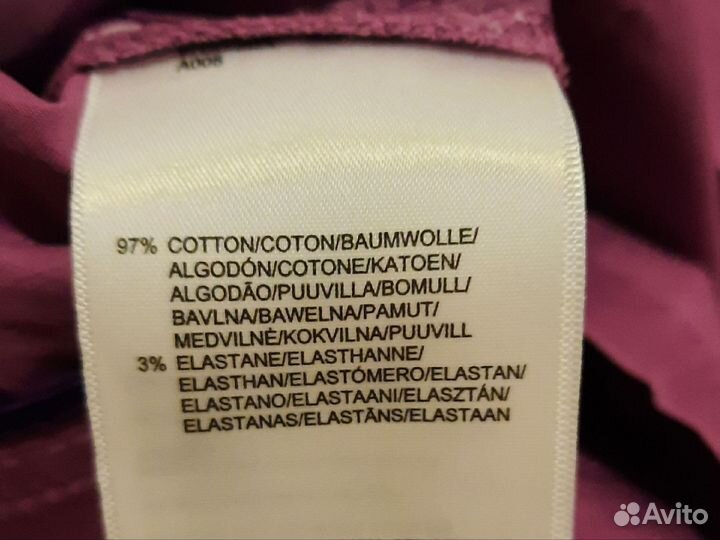 A008
97% COTTON/COTON/BAUMWOLLE/
ALGODÓN/COTONE/KATOEN/
ALGODÃO/PUUVILLA/BOMULL/
BAVLNA/BAWELNA/PAMUT/
MEDVILNĖ/KOKVILNA/PUUVILL
3% ELASTANE/ELASTHANNE/
ELASTHAN/ELASTÓMERO/ELASTAN/
ELASTANO/ELASTAANI/ELASZTÁN/
ELASTANAS/ELASTĀNS/ELASTAAN
Avito